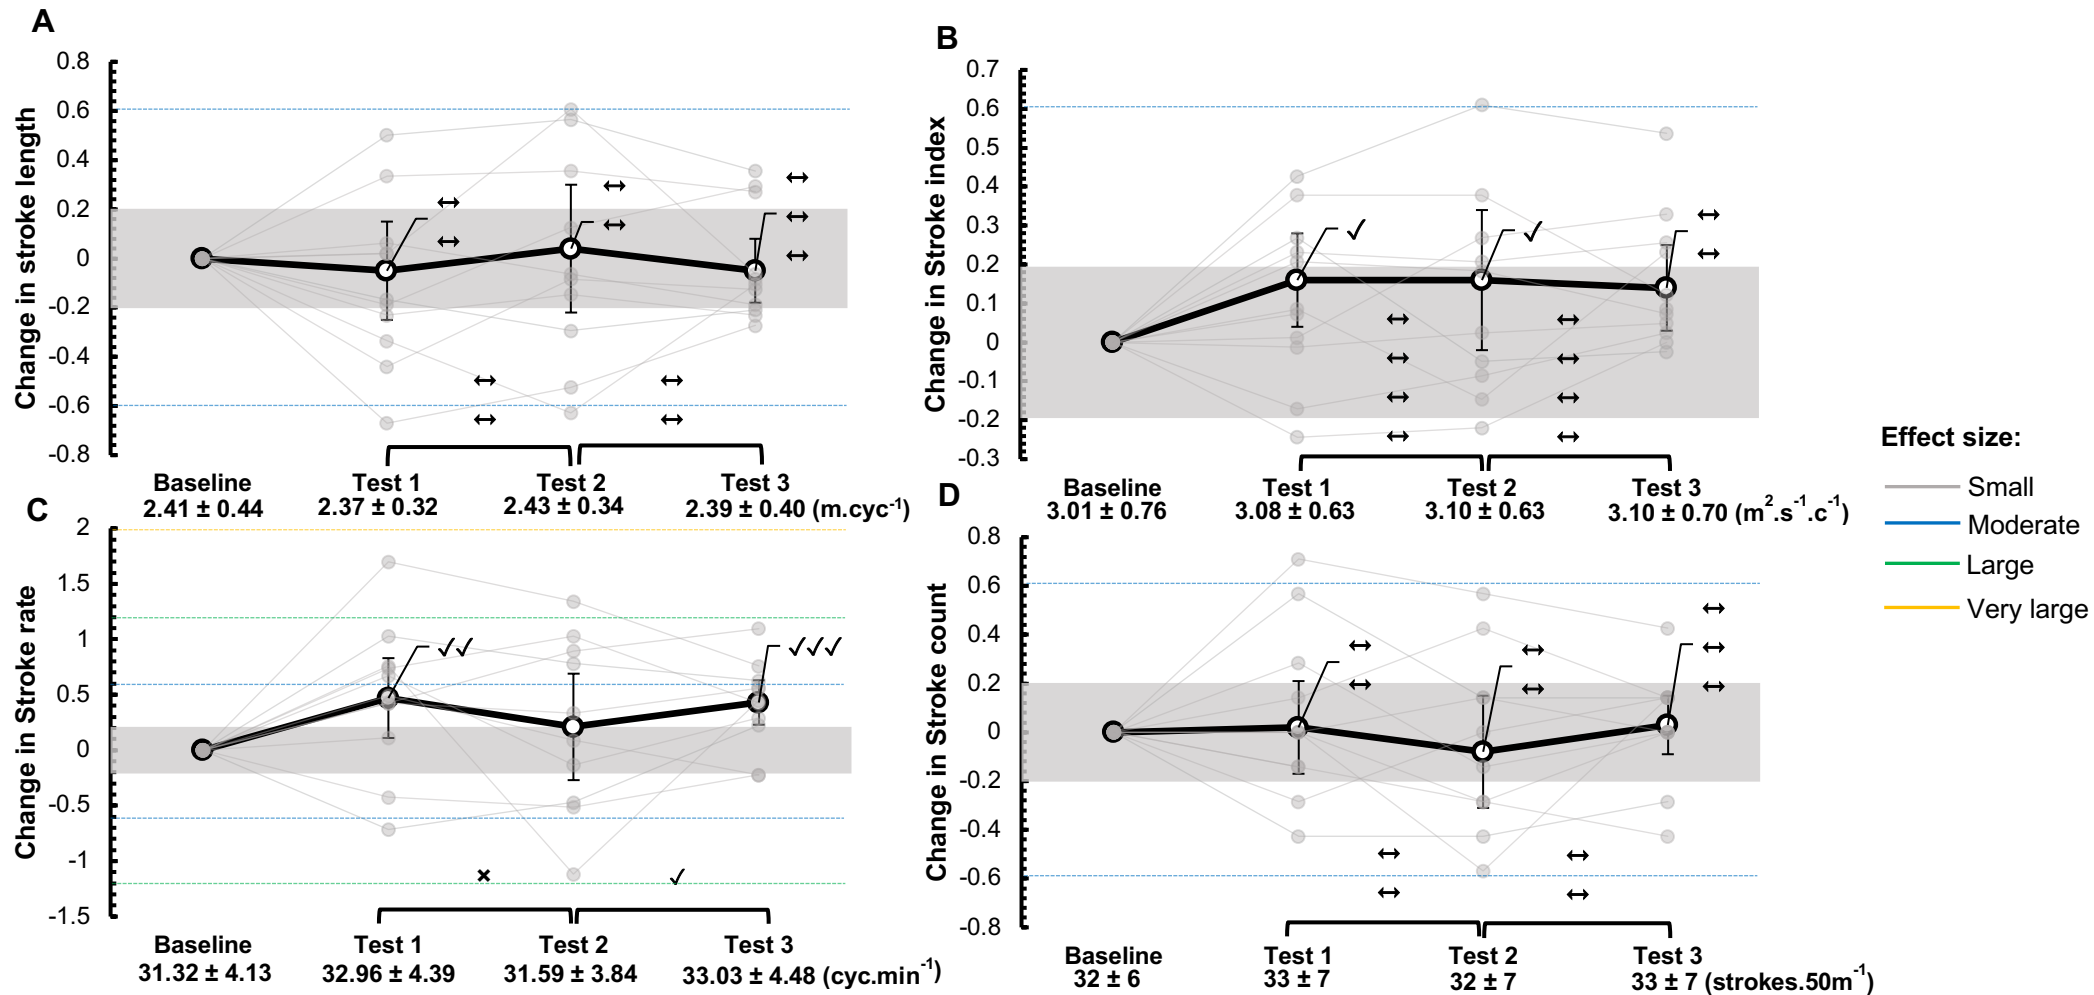 A
Change in stroke length
0.8
0.6
0.4
0.2
0
-0.2
-0.4
-0.6
-0.8
Baseline Test 1 Test 2 Test 3
2.41 ± 0.44 2.37 ± 0.32 2.43 ± 0.34 2.39 ± 0.40 (m.cyc⁻¹)
B
Change in Stroke index
0.7
0.6
0.5
0.4
0.3
0.2
0.1
0
-0.1
-0.2
-0.3
Baseline Test 1 Test 2 Test 3
3.01 ± 0.76 3.08 ± 0.63 3.10 ± 0.63 3.10 ± 0.70 (m².s⁻¹.c⁻¹)
C
Change in Stroke rate
2
1.5
1
0.5
0
-0.5
-1
-1.5
Baseline Test 1 Test 2 Test 3
31.32 ± 4.13 32.96 ± 4.39 31.59 ± 3.84 33.03 ± 4.48 (cyc.min⁻¹)
D
Change in Stroke count
0.8
0.6
0.4
0.2
0
-0.2
-0.4
-0.6
-0.8
Baseline Test 1 Test 2 Test 3
32 ± 6 33 ± 7 32 ± 7 33 ± 7 (strokes.50m⁻¹)
Effect size:
Small
Moderate
Large
Very large